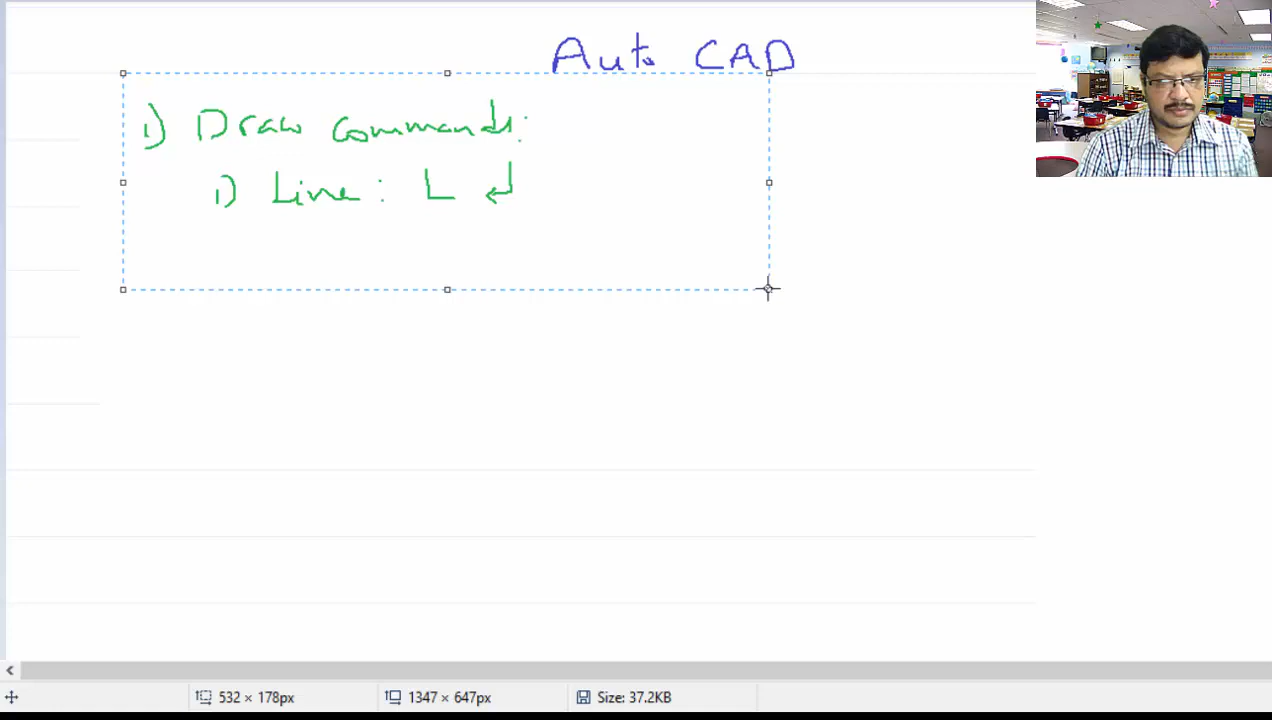 Auto CAD
1) Draw commands:
1) Line: L ↵
532 × 178px
1347 × 647px
Size: 37.2KB